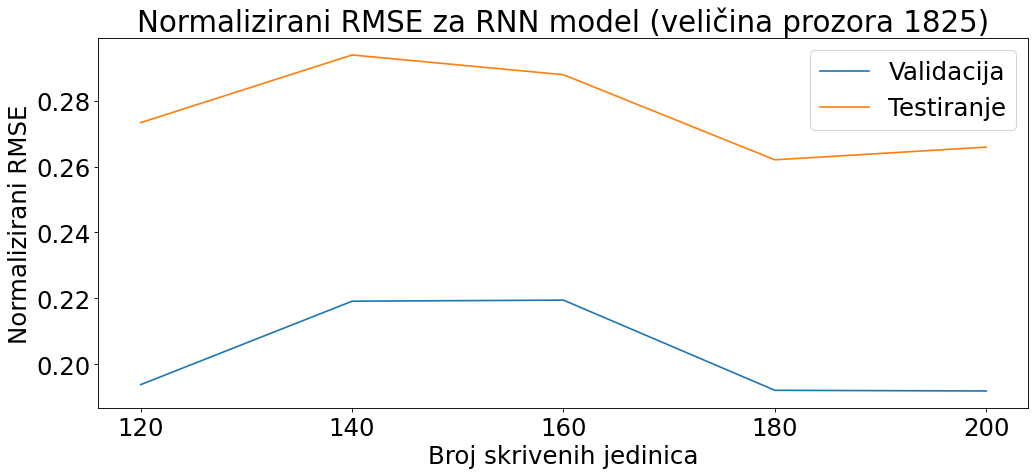 Normalizirani RMSE za RNN model (veličina prozora 1825)
Validacija
Testiranje
Normalizirani RMSE
0.28
0.26
0.24
0.22
0.20
120 140 160 180 200
Broj skrivenih jedinica